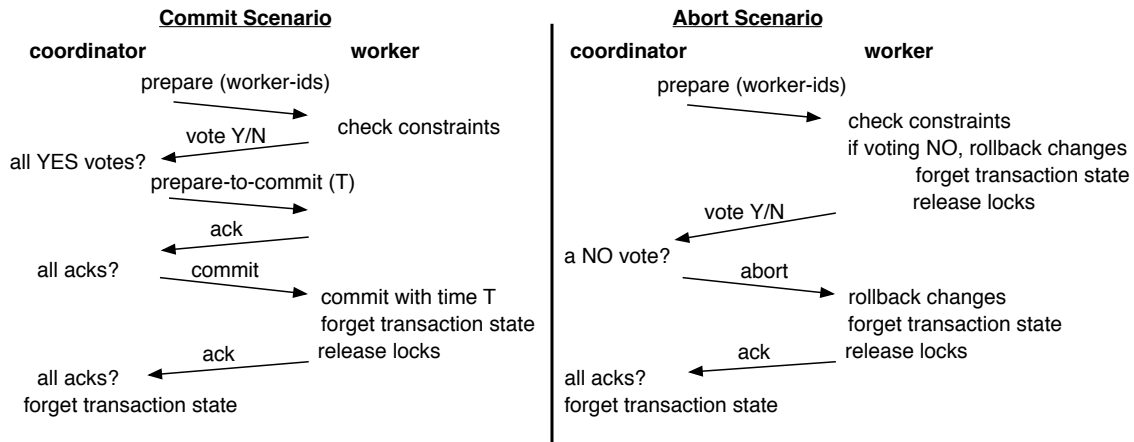 Commit Scenario
coordinator
worker
prepare (worker-ids)
check constraints
vote Y/N
all YES votes?
prepare-to-commit (T)
ack
all acks?
commit
commit with time T
forget transaction state
release locks
ack
all acks?
forget transaction state
Abort Scenario
coordinator
worker
prepare (worker-ids)
check constraints
if voting NO, rollback changes
forget transaction state
release locks
vote Y/N
a NO vote?
abort
rollback changes
forget transaction state
release locks
ack
all acks?
forget transaction state